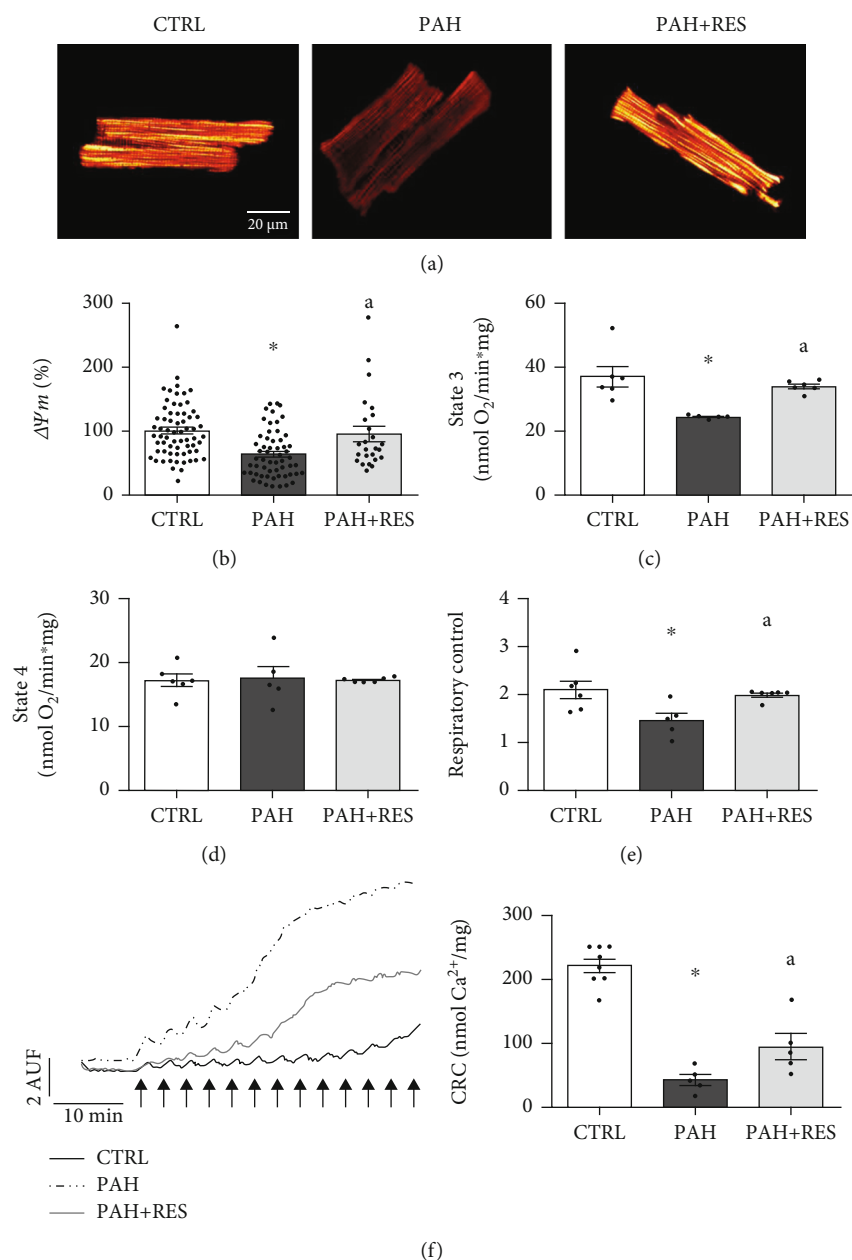 CTRL PAH PAH+RES
20 μm
(a)
300
200
100
0
ΔΨm (%)
*
a
CTRL PAH PAH+RES
(b)
60
40
20
0
State 3
(nmol O₂/min*mg)
*
a
CTRL PAH PAH+RES
(c)
30
20
10
0
State 4
(nmol O₂/min*mg)
CTRL PAH PAH+RES
(d)
4
3
2
1
0
Respiratory control
*
a
CTRL PAH PAH+RES
(e)
2 AUF
10 min
CTRL
PAH
PAH+RES
300
200
100
0
CRC (nmol Ca²⁺/mg)
*
a
CTRL PAH PAH+RES
(f)